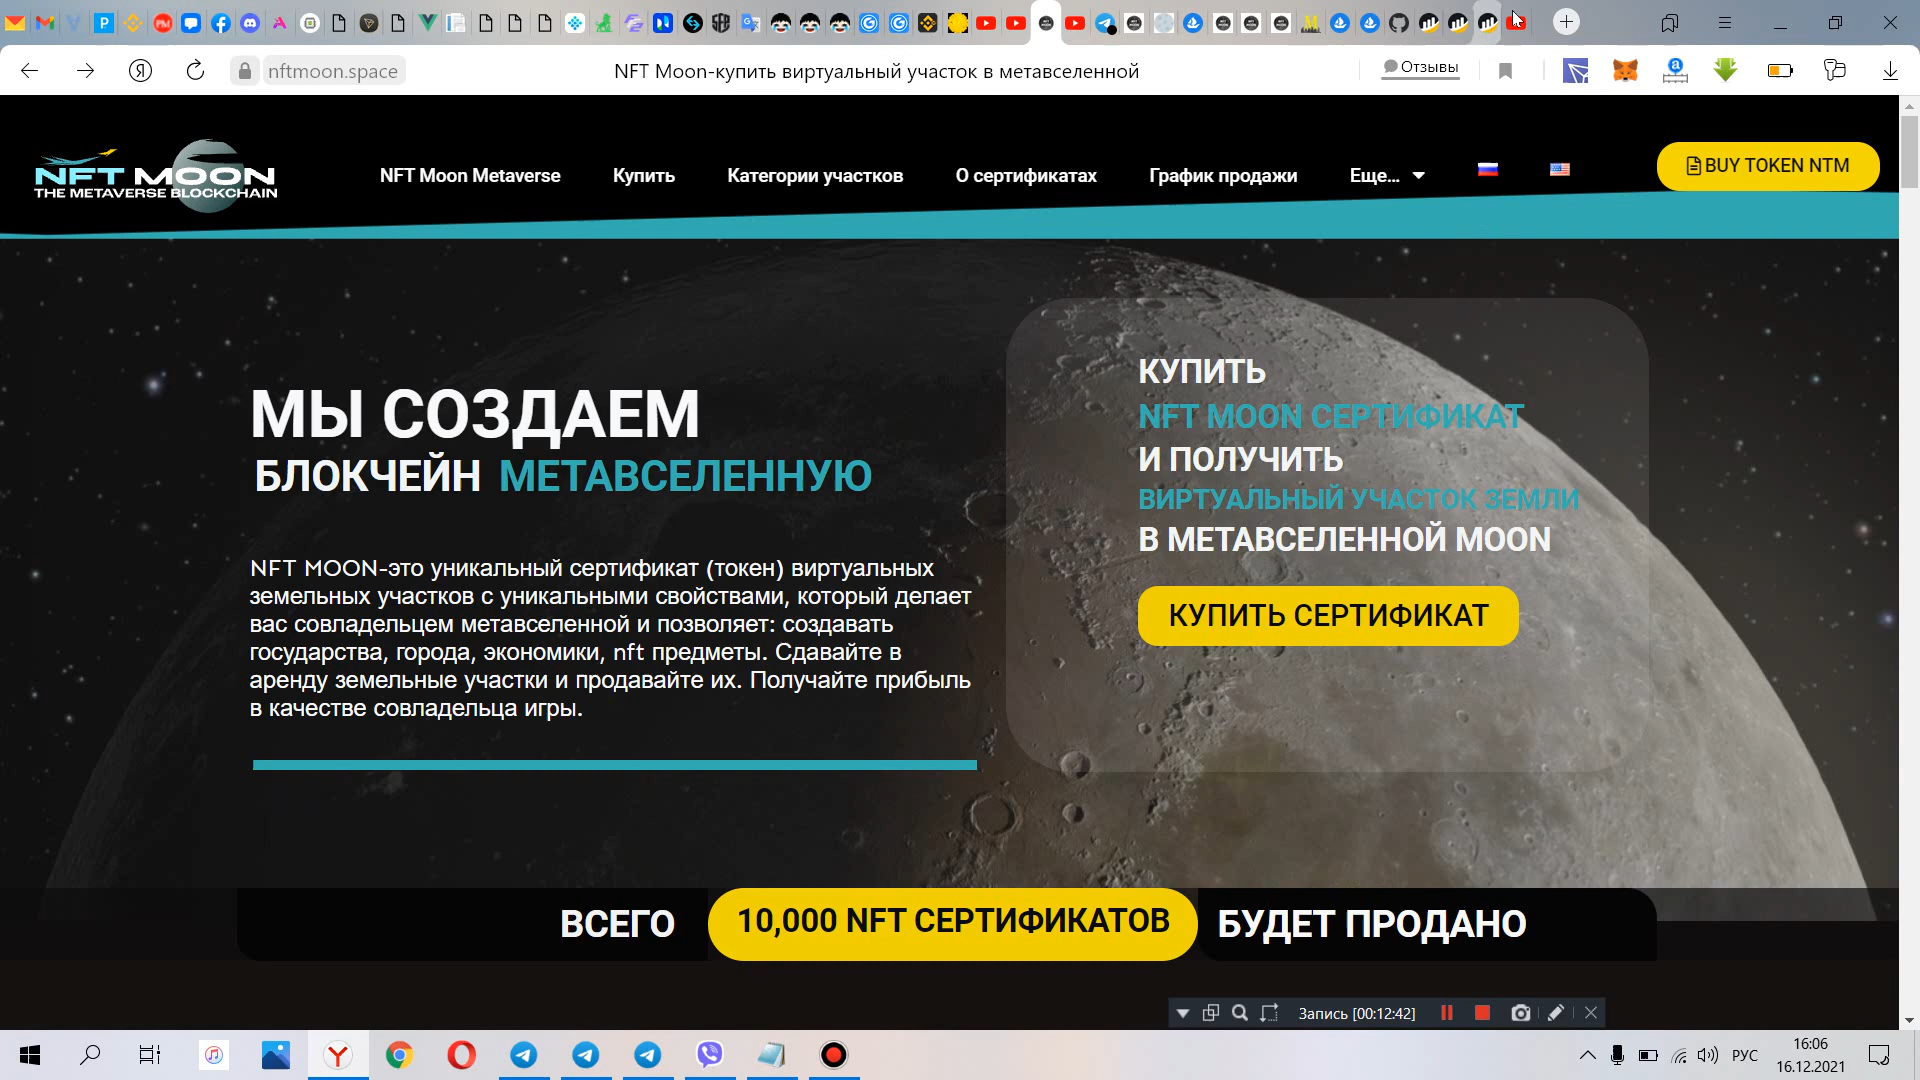 nftmoon.space
NFT Moon-купить виртуальный участок в метавселенной
Отзывы
NFT MOON
THE METAVERSE BLOCKCHAIN
NFT Moon Metaverse
Купить
Категории участков
О сертификатах
График продажи
Еще...
BUY TOKEN NTM
МЫ СОЗДАЕМ
БЛОКЧЕЙН МЕТАВСЕЛЕННУЮ
NFT MOON-это уникальный сертификат (токен) виртуальных
земельных участков с уникальными свойствами, который делает
вас совладельцем метавселенной и позволяет: создавать
государства, города, экономики, nft предметы. Сдавайте в
аренду земельные участки и продавайте их. Получайте прибыль
в качестве совладельца игры.
КУПИТЬ
NFT MOON СЕРТИФИКАТ
И ПОЛУЧИТЬ
ВИРТУАЛЬНЫЙ УЧАСТОК ЗЕМЛИ
В МЕТАВСЕЛЕННОЙ MOON
КУПИТЬ СЕРТИФИКАТ
ВСЕГО
10,000 NFT СЕРТИФИКАТОВ
БУДЕТ ПРОДАНО
Запись [00:12:42]
РУС
16:06
16.12.2021